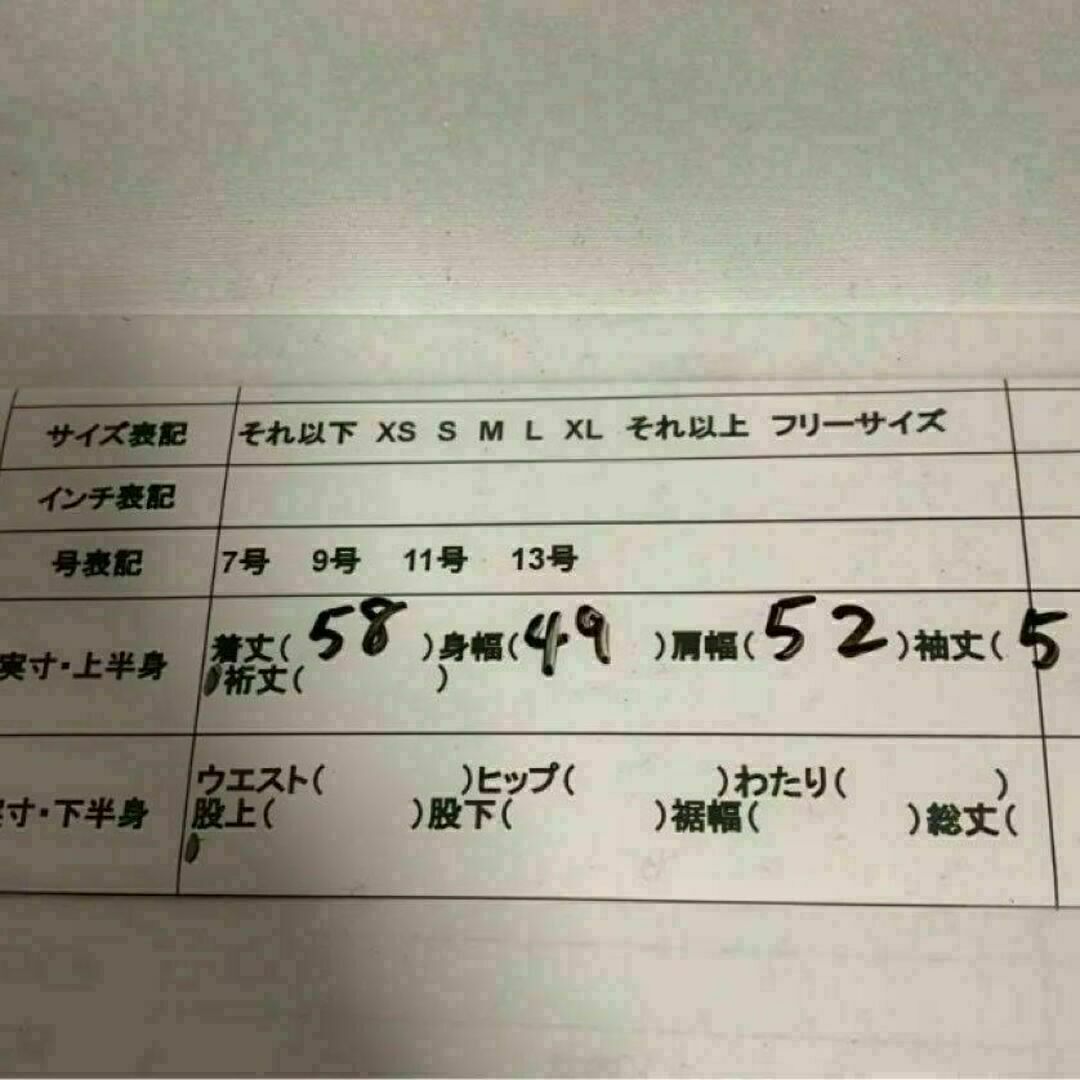 サイズ表記 それ以下 XS S M L XL それ以上 フリーサイズ
インチ表記
号表記 7号 9号 11号 13号
実寸・上半身 着丈( 58 )身幅( 49 )肩幅( 52 )袖丈( 5
裄丈( )
寸・下半身 ウエスト( )ヒップ( )わたり( )
股上( )股下( )裾幅( )総丈(